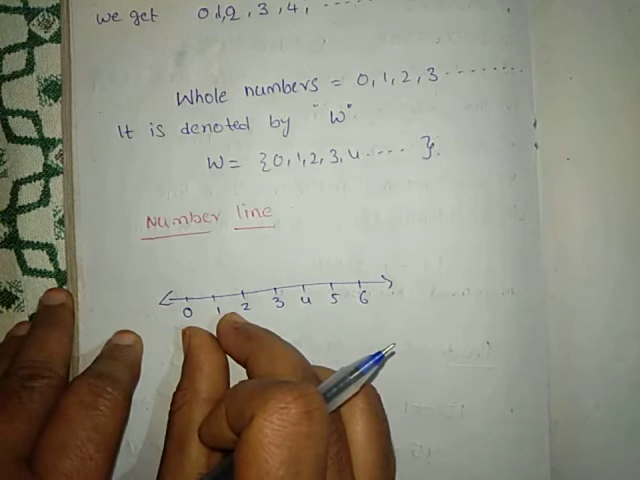 we get 0,1,2, 3, 4, ......
Whole numbers = 0, 1, 2, 3 ........
It is denoted by "W".
W = {0, 1, 2, 3, 4 .... }.
Number line
0 1 2 3 4 5 6